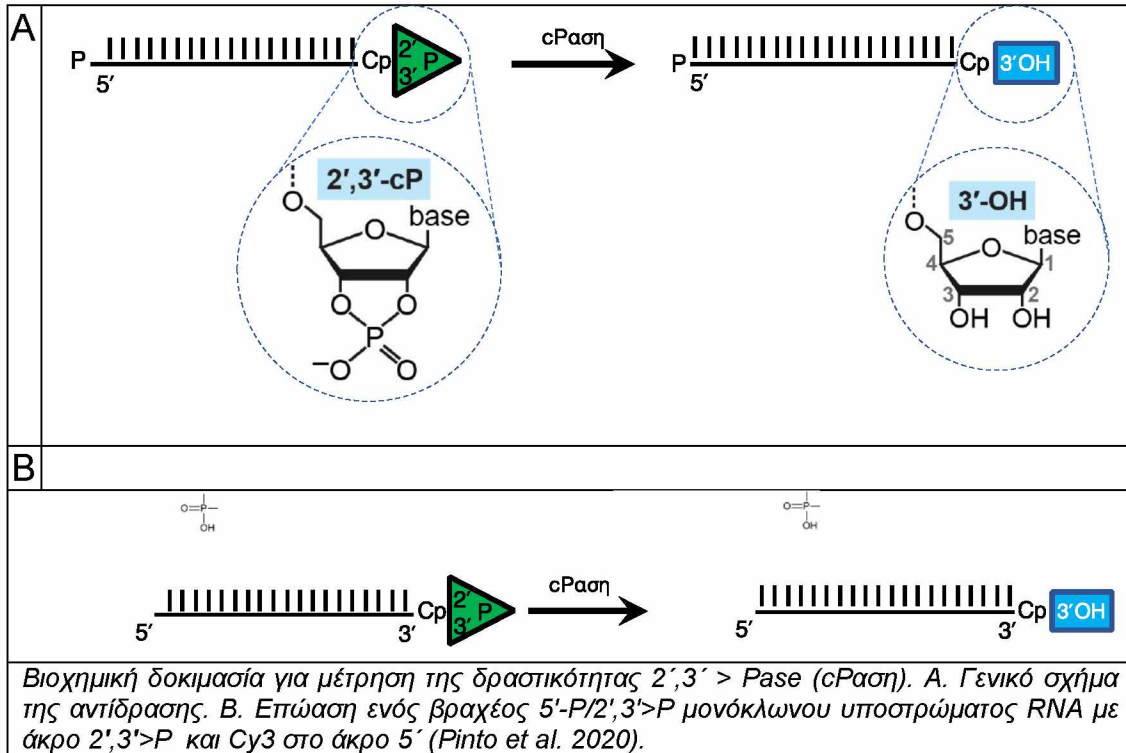 A
P 5′ Cp 2′ 3′ P cPαση P 5′ Cp 3′OH
2′,3′-cP
O base
O
O O
P
−O O
3′-OH
O 5 base
4 O 1
3 2
OH OH
B
O=P− OH O=P− OH
5′ 3′ Cp 2′ 3′ P cPαση 5′ 3′ Cp 3′OH
Βιοχημική δοκιμασία για μέτρηση της δραστικότητας 2΄,3΄ > Pase (cPαση). Α. Γενικό σχήμα
της αντίδρασης. Β. Επώαση ενός βραχέος 5'-P/2',3'>P μονόκλωνου υποστρώματος RNA με
άκρο 2',3'>P και Cy3 στο άκρο 5΄ (Pinto et al. 2020).